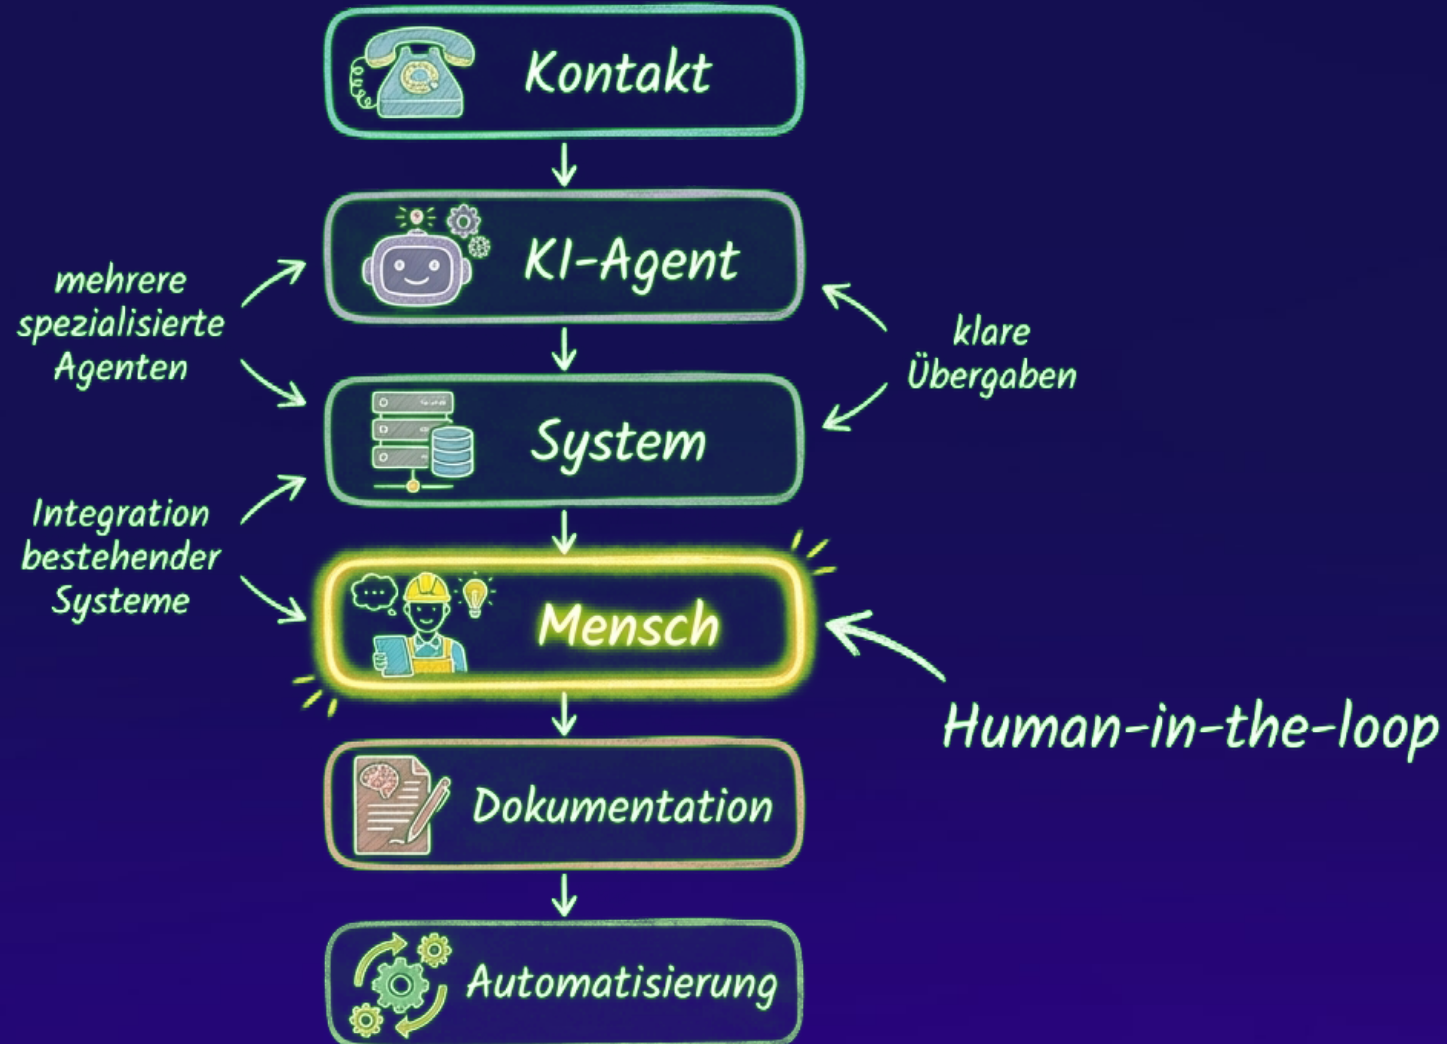 Kontakt
KI-Agent
mehrere
spezialisierte
Agenten
klare
Übergaben
System
Integration
bestehender
Systeme
Mensch
Human-in-the-loop
Dokumentation
Automatisierung